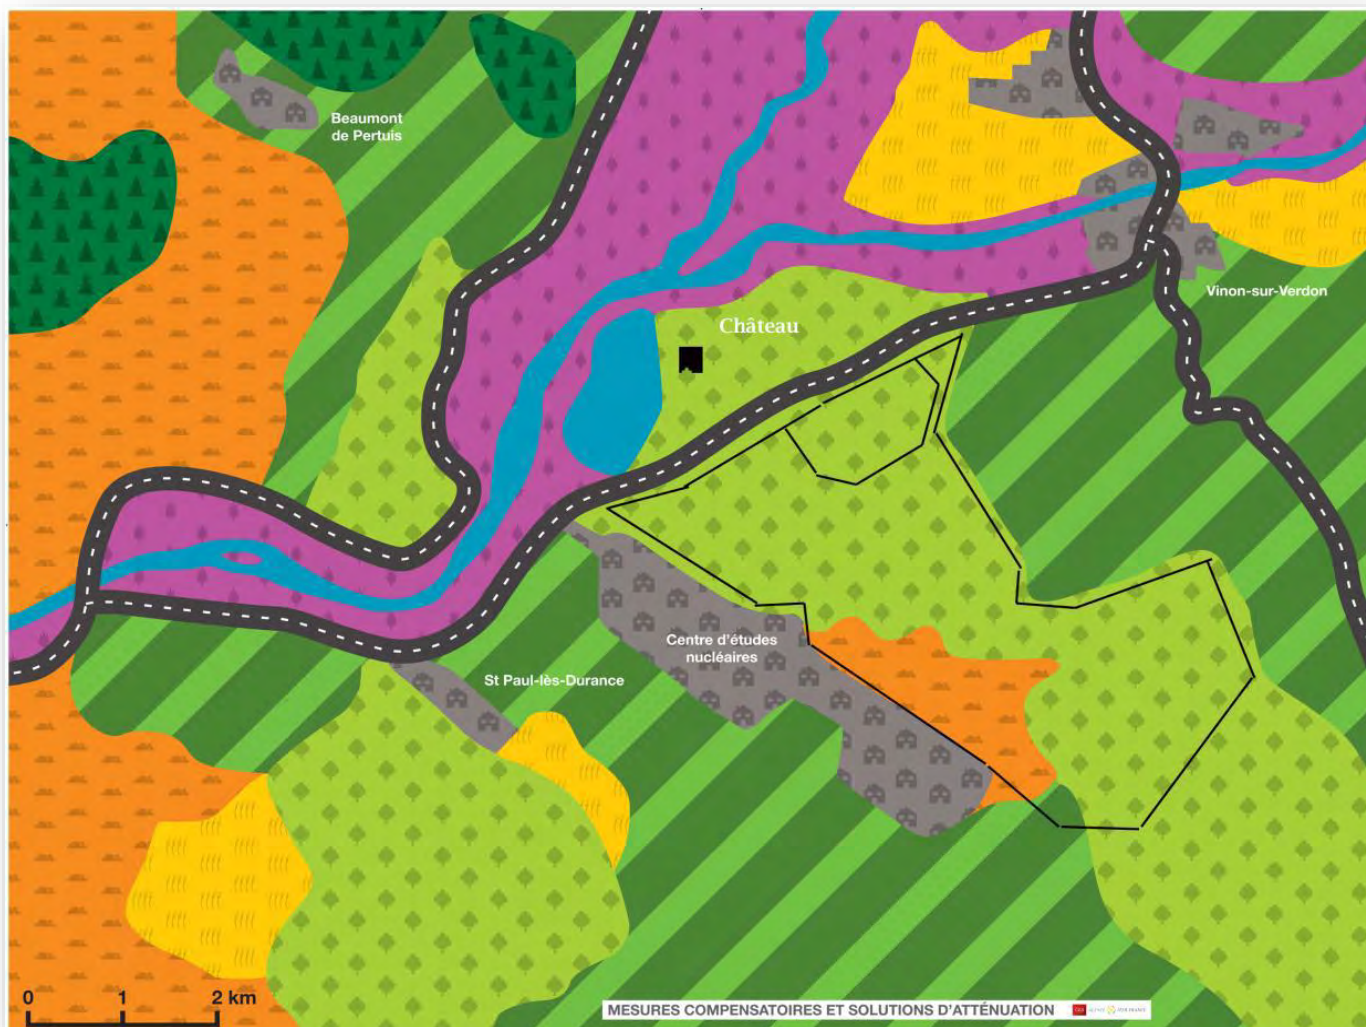 Beaumont
de Pertuis
Vinon-sur-Verdon
Château
Centre d'études
nucléaires
St Paul-lès-Durance
0 1 2 km
MESURES COMPENSATOIRES ET SOLUTIONS D'ATTÉNUATION